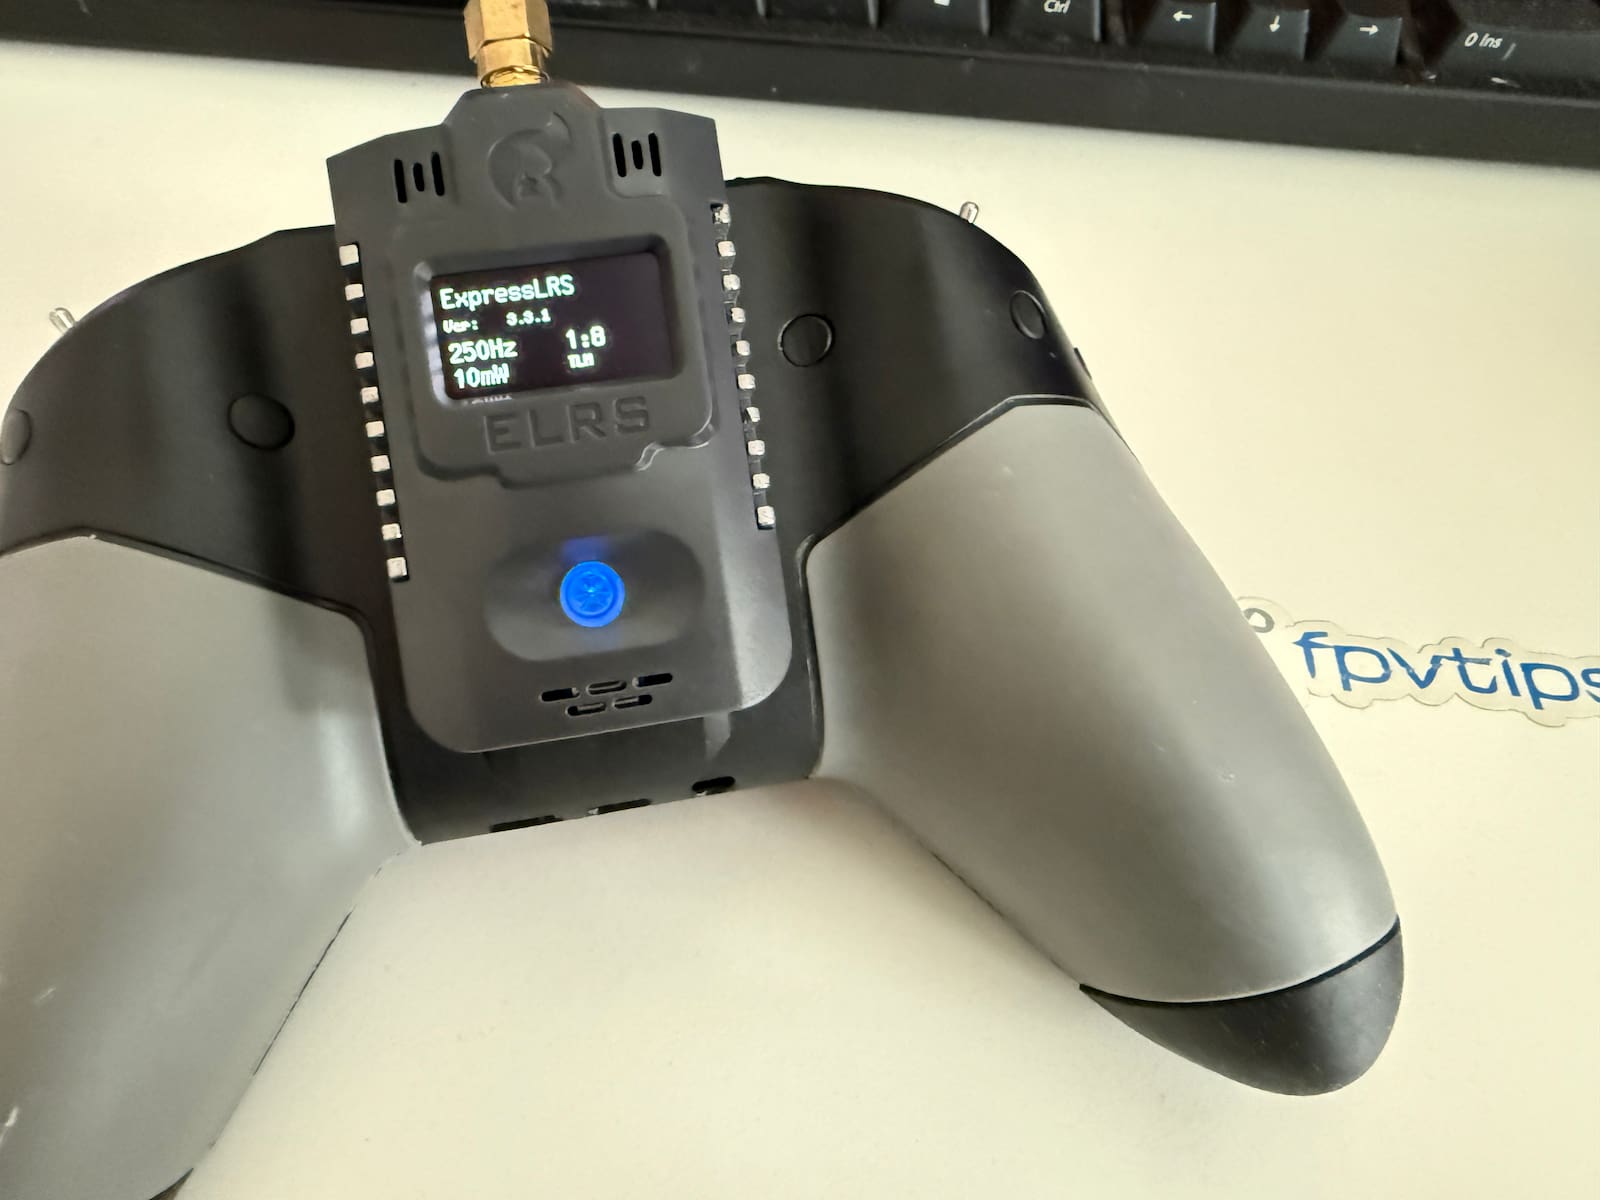 Ctrl
← ↓ →
0 Ins
ExpressLRS
Ver: 3.3.1
250Hz 1:8
10mW TLM
ELRS
fpvtips